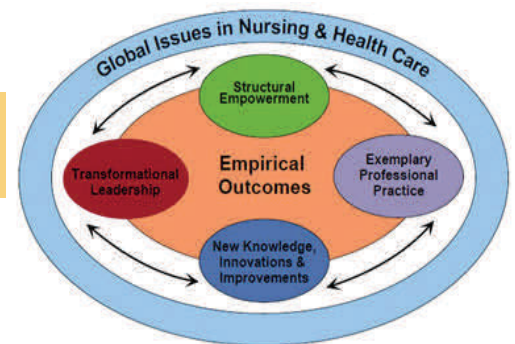 Global Issues in Nursing & Health Care
Structural
Empowerment
Transformational
Leadership
Empirical
Outcomes
Exemplary
Professional
Practice
New Knowledge,
Innovations &
Improvements